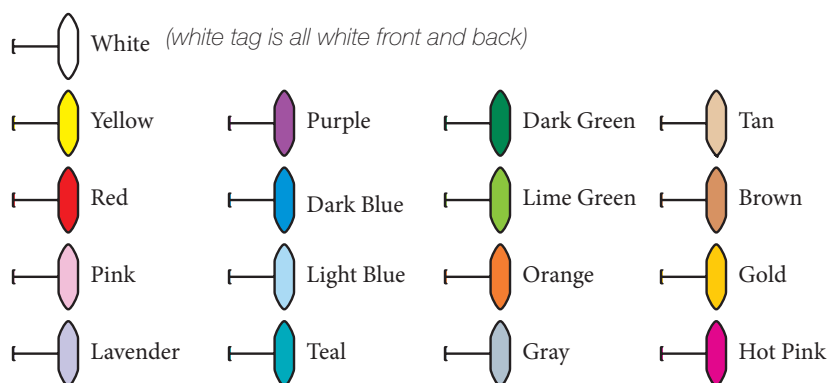 White (white tag is all white front and back)
Yellow Purple Dark Green Tan
Red Dark Blue Lime Green Brown
Pink Light Blue Orange Gold
Lavender Teal Gray Hot Pink